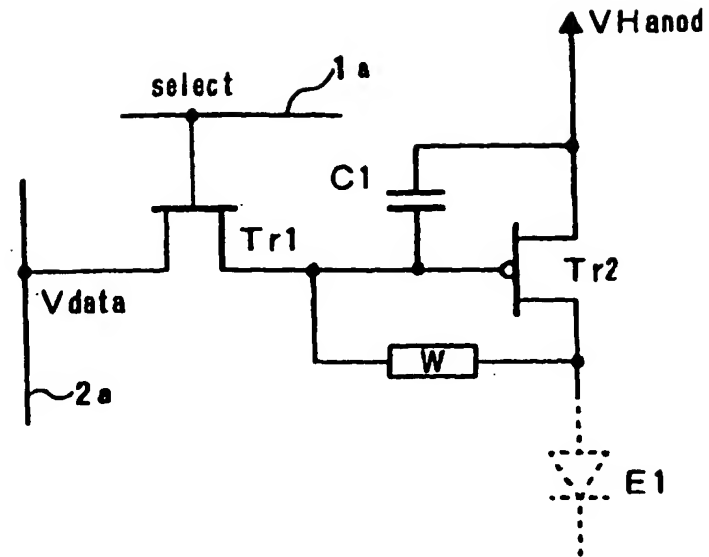 VHanod
1a
select
C1
Tr1
Tr2
Vdata
W
2a
E1